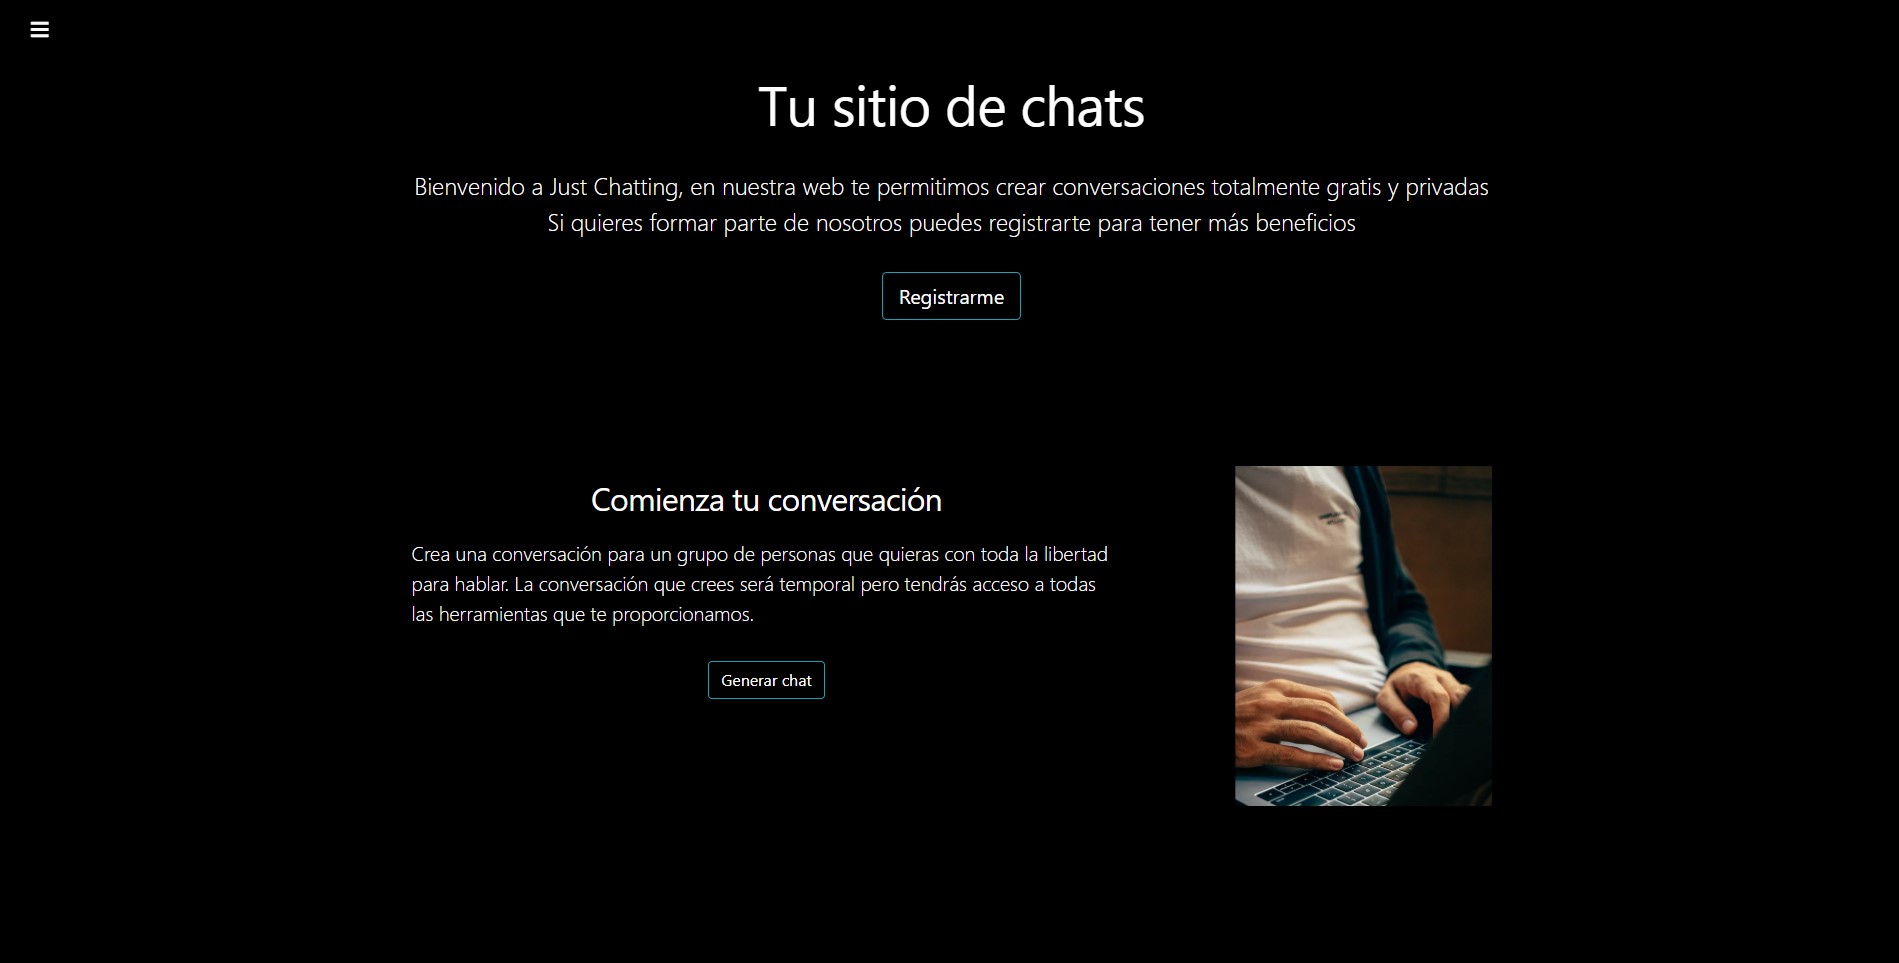 Tu sitio de chats
Bienvenido a Just Chatting, en nuestra web te permitimos crear conversaciones totalmente gratis y privadas
Si quieres formar parte de nosotros puedes registrarte para tener más beneficios
Registrarme
Comienza tu conversación
Crea una conversación para un grupo de personas que quieras con toda la libertad
para hablar. La conversación que crees será temporal pero tendrás acceso a todas
las herramientas que te proporcionamos.
Generar chat